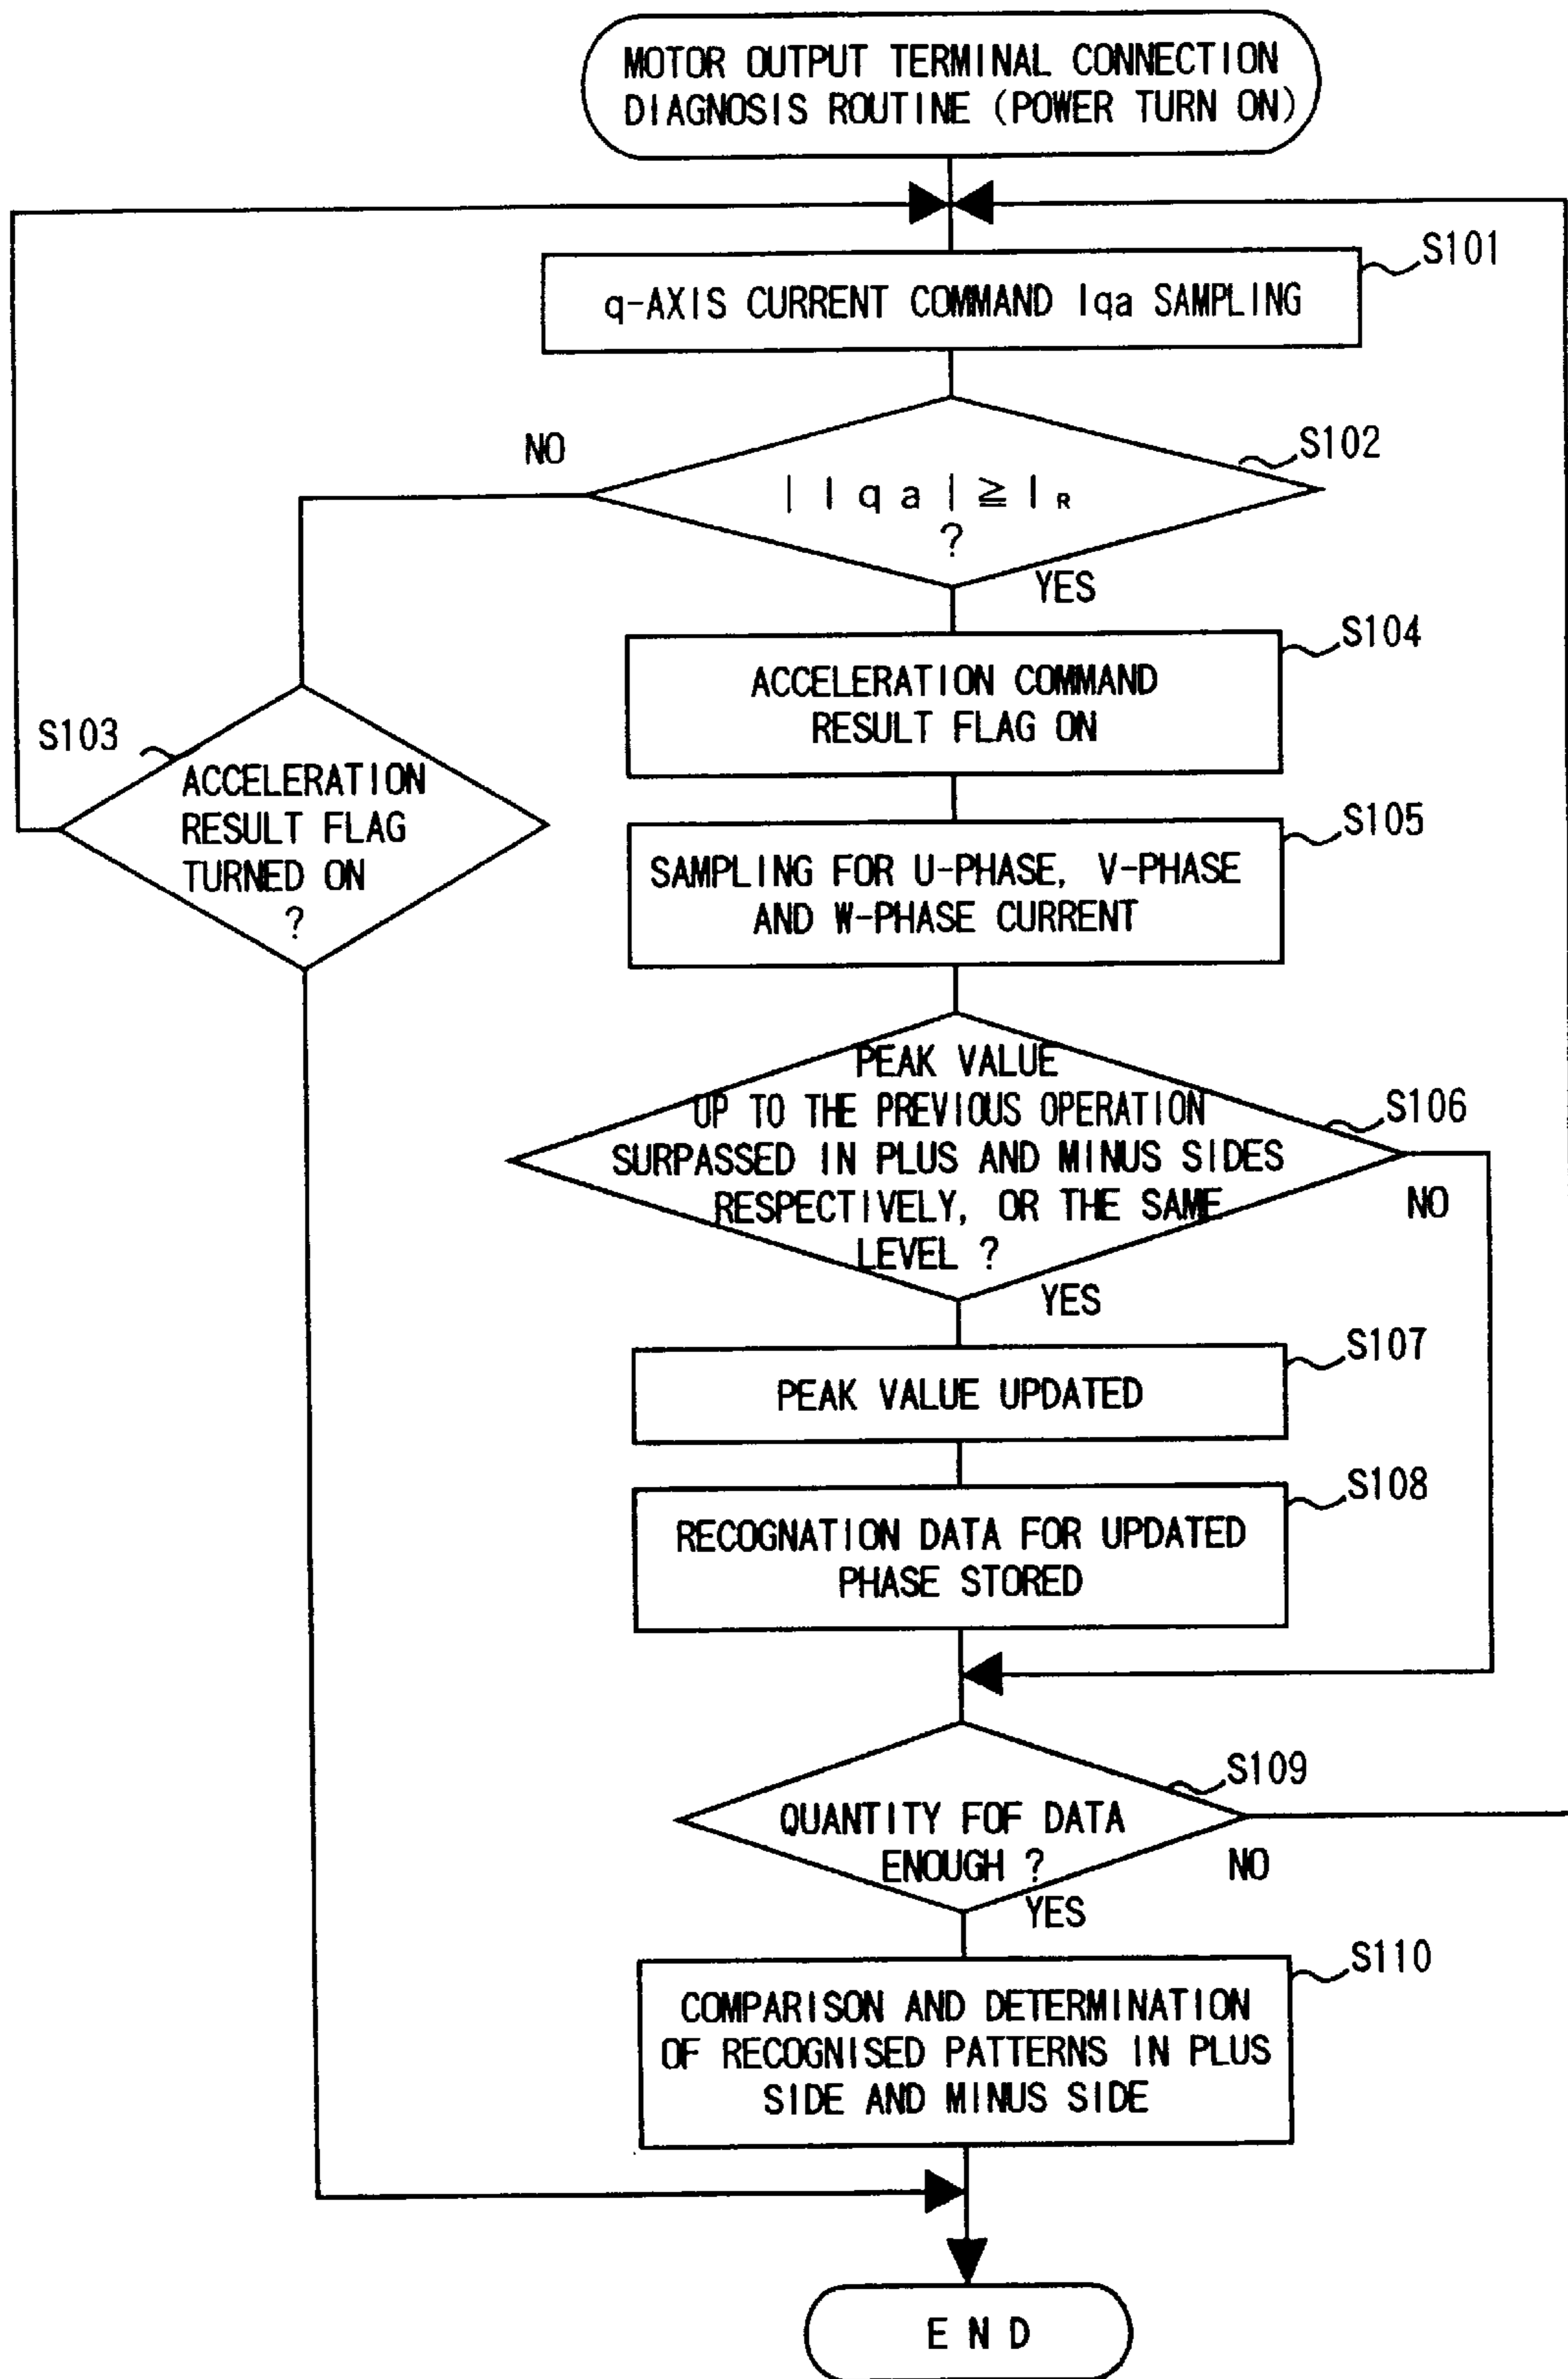 MOTOR OUTPUT TERMINAL CONNECTION
DIAGNOSIS ROUTINE (POWER TURN ON)
S101
q-AXIS CURRENT COMMAND Iqa SAMPLING
NO
S102
| I q a | ≧ I R
?
YES
S104
ACCELERATION COMMAND
RESULT FLAG ON
S103
ACCELERATION
RESULT FLAG
TURNED ON
?
S105
SAMPLING FOR U-PHASE, V-PHASE
AND W-PHASE CURRENT
PEAK VALUE
UP TO THE PREVIOUS OPERATION
SURPASSED IN PLUS AND MINUS SIDES
RESPECTIVELY, OR THE SAME
LEVEL ?
S106
NO
YES
S107
PEAK VALUE UPDATED
S108
RECOGNATION DATA FOR UPDATED
PHASE STORED
S109
QUANTITY FOF DATA
ENOUGH ?
NO
YES
S110
COMPARISON AND DETERMINATION
OF RECOGNISED PATTERNS IN PLUS
SIDE AND MINUS SIDE
E N D